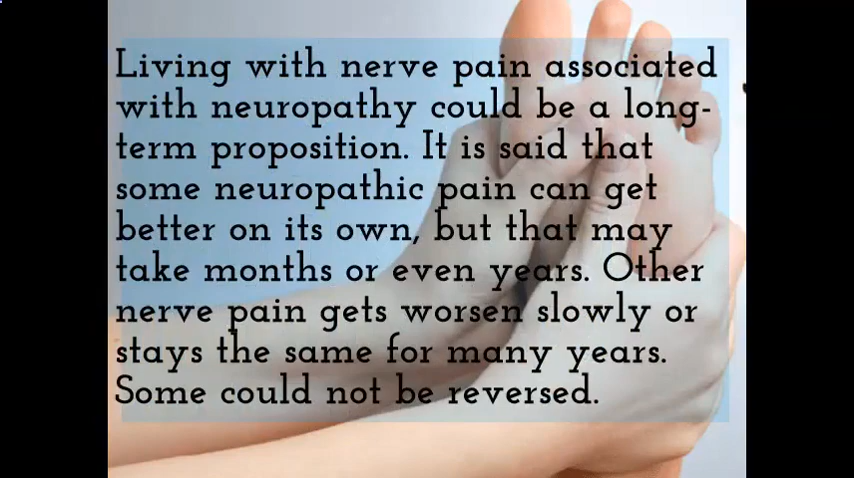 Living with nerve pain associated
with neuropathy could be a long-
term proposition. It is said that
some neuropathic pain can get
better on its own, but that may
take months or even years. Other
nerve pain gets worsen slowly or
stays the same for many years.
Some could not be reversed.